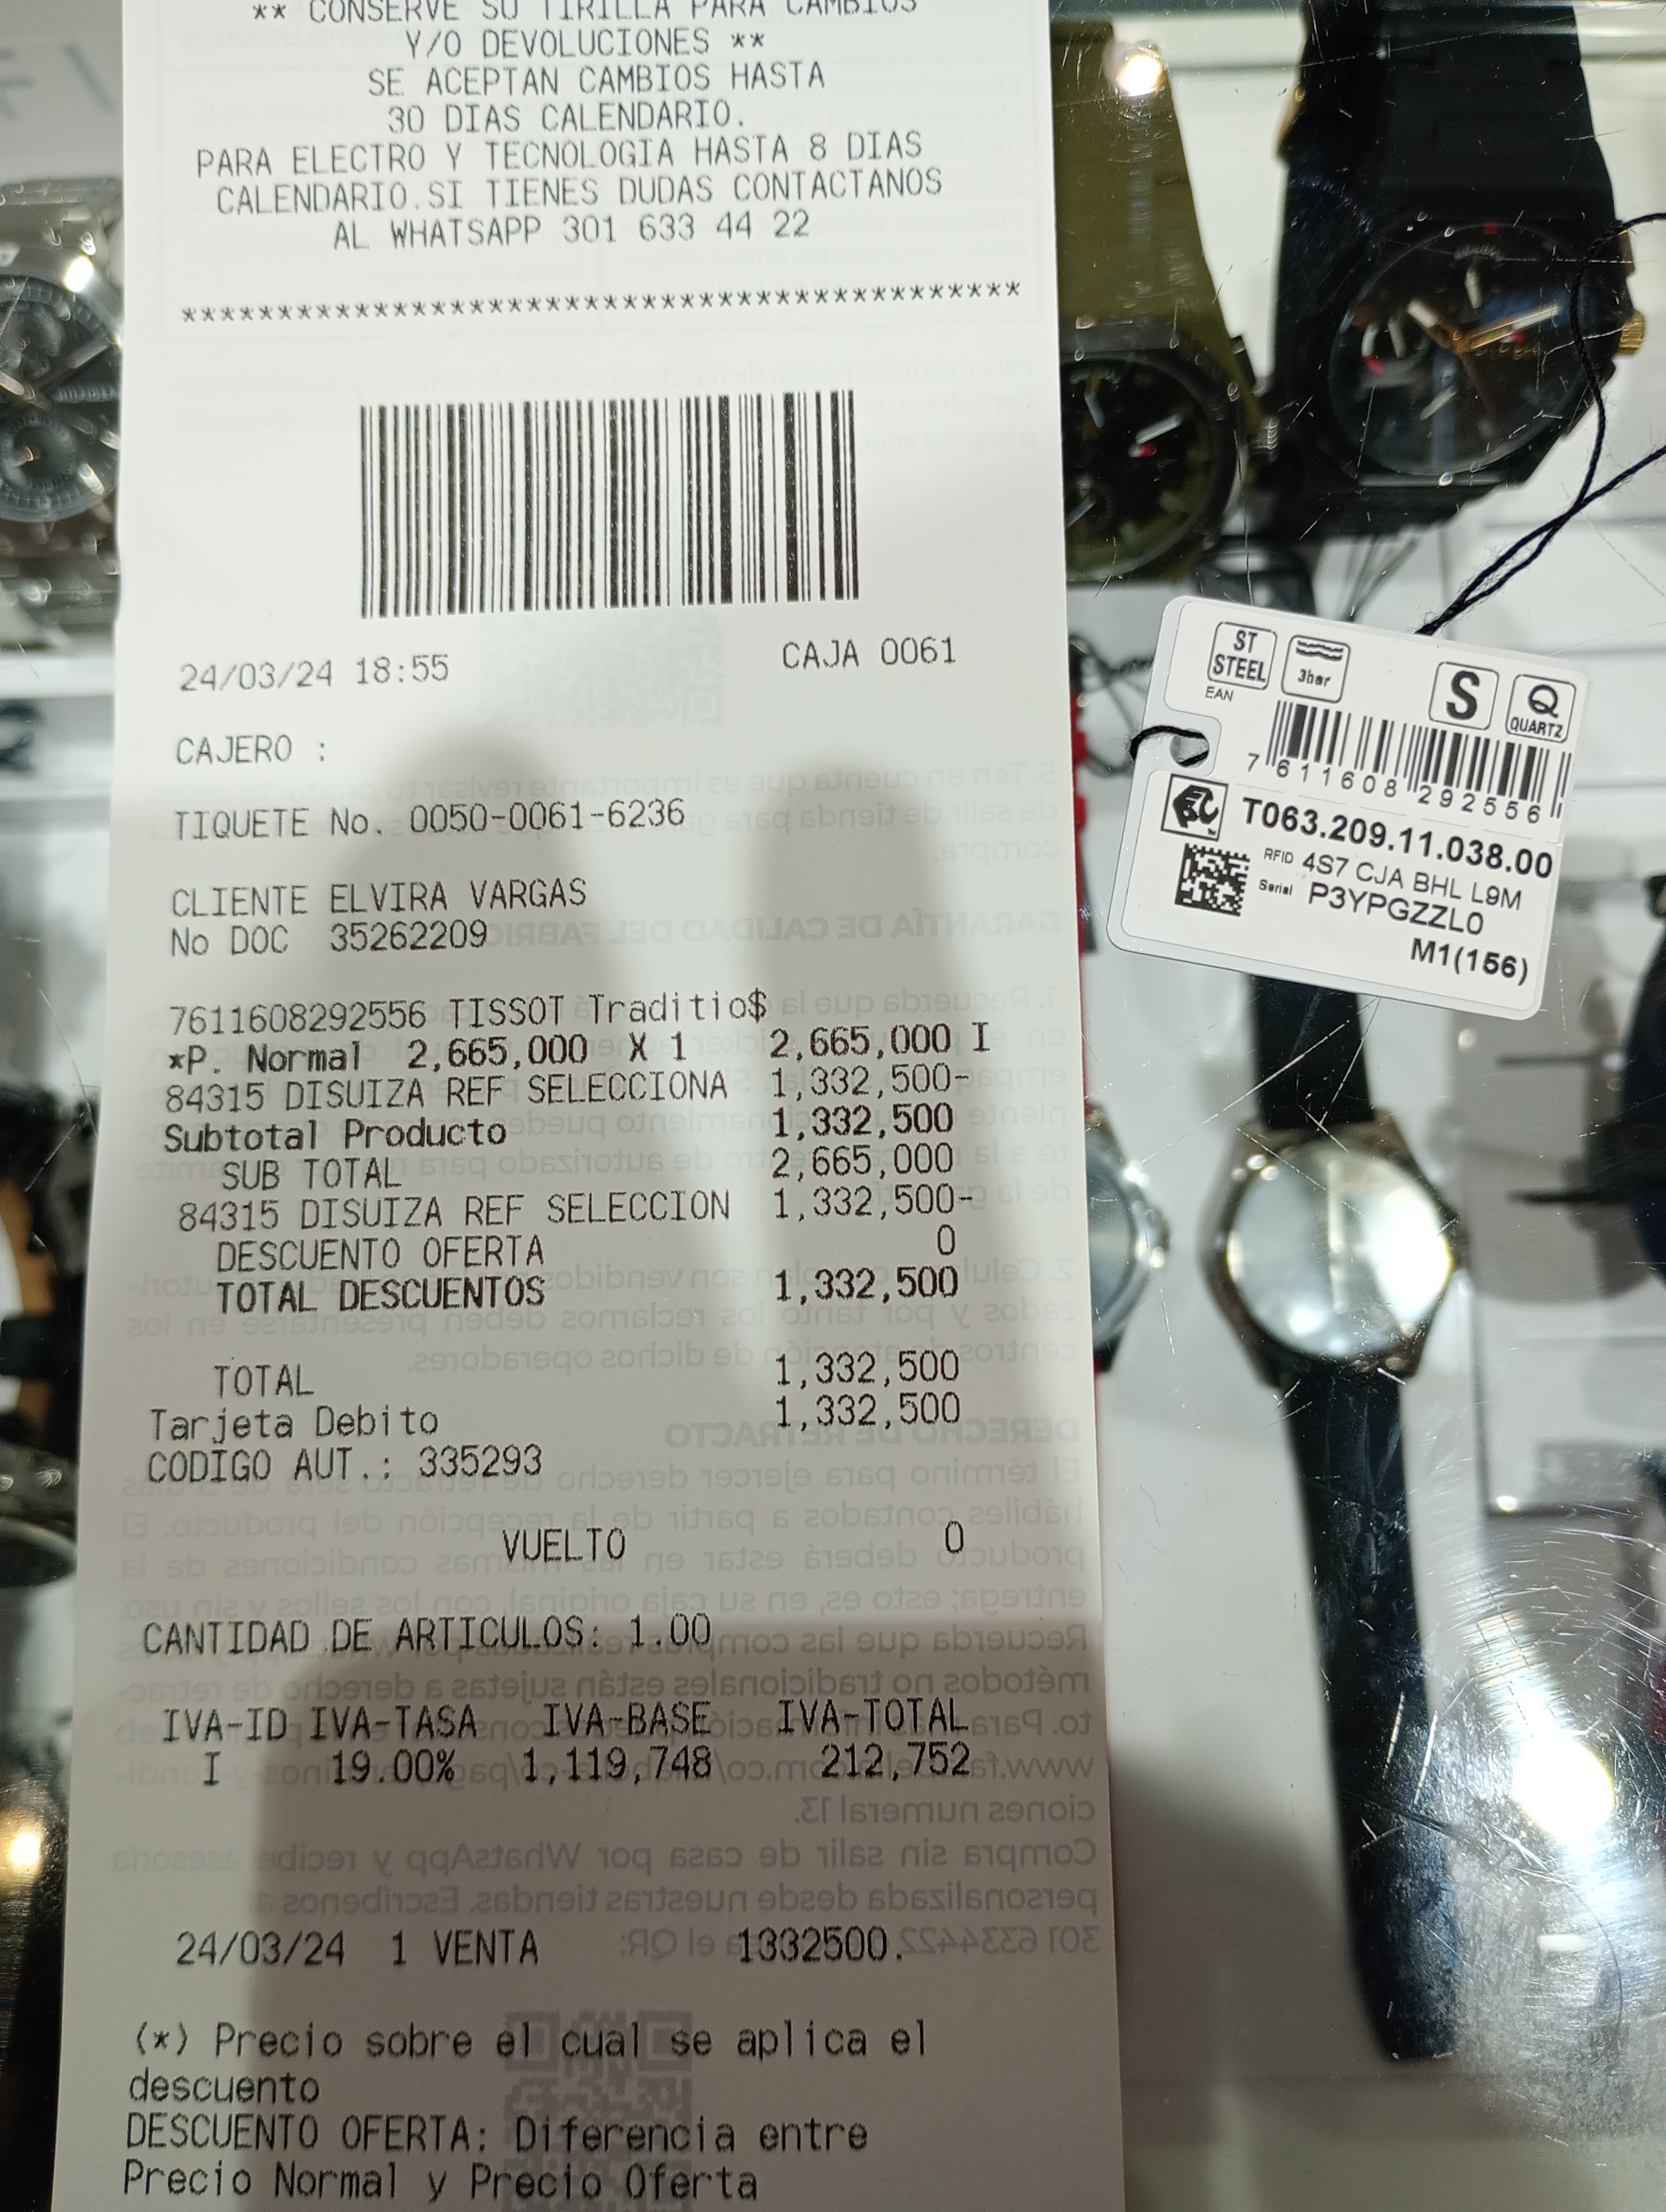 ** CONSERVE SU TIRILLA PARA CAMBIOS
Y/O DEVOLUCIONES **
SE ACEPTAN CAMBIOS HASTA
30 DIAS CALENDARIO.
PARA ELECTRO Y TECNOLOGIA HASTA 8 DIAS
CALENDARIO.SI TIENES DUDAS CONTACTANOS
AL WHATSAPP 301 633 44 22
********************************************
24/03/24 18:55 CAJA 0061
CAJERO :
TIQUETE No. 0050-0061-6236
CLIENTE ELVIRA VARGAS
No DOC 35262209
7611608292556 TISSOT Traditio$
*P. Normal 2,665,000 X 1 2,665,000 I
84315 DISUIZA REF SELECCIONA 1,332,500-
Subtotal Producto 1,332,500
SUB TOTAL 2,665,000
84315 DISUIZA REF SELECCION 1,332,500-
DESCUENTO OFERTA 0
TOTAL DESCUENTOS 1,332,500
TOTAL 1,332,500
Tarjeta Debito 1,332,500
CODIGO AUT.: 335293
VUELTO 0
CANTIDAD DE ARTICULOS: 1.00
IVA-ID IVA-TASA IVA-BASE IVA-TOTAL
I 19.00% 1,119,748 212,752
24/03/24 1 VENTA 1332500.
(*) Precio sobre el cual se aplica el
descuento
DESCUENTO OFERTA: Diferencia entre
Precio Normal y Precio Oferta
ST
STEEL
3bar
S
Q
QUARTZ
EAN
7 611608 292556
T063.209.11.038.00
RFID 4S7 CJA BHL L9M
Serial P3YPGZZL0
M1(156)